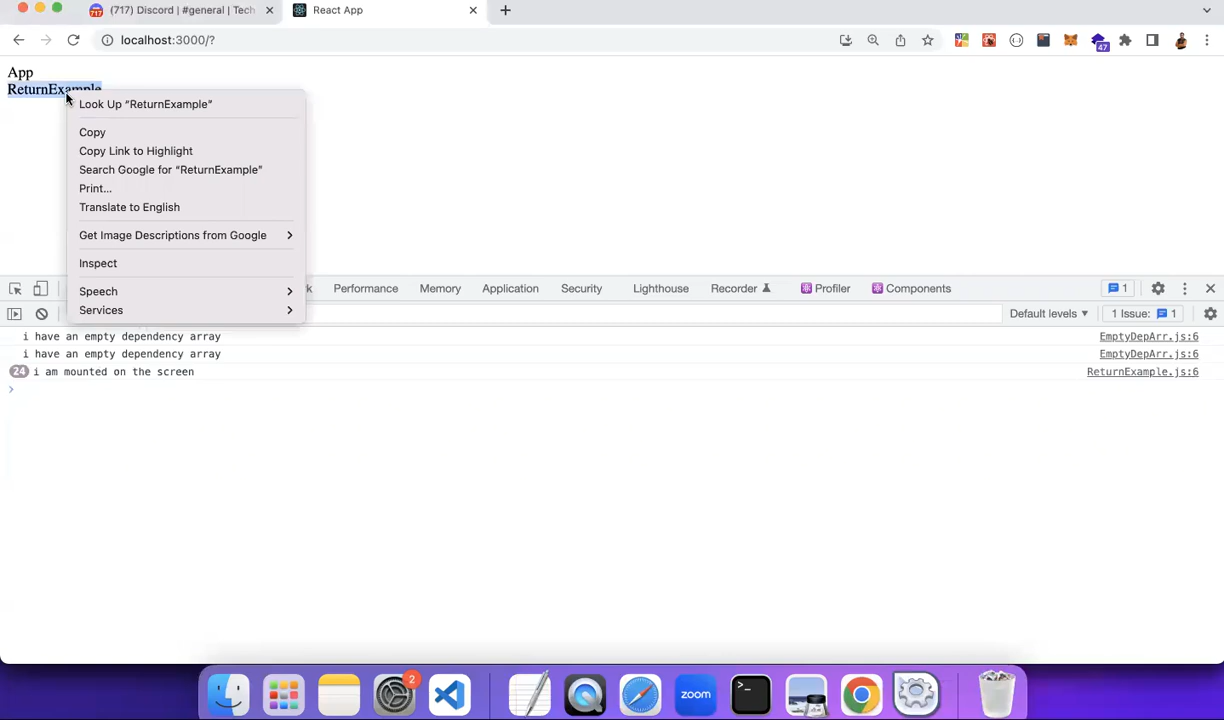 (717) Discord | #general | Tech
React App
localhost:3000/?
47
App
ReturnExample
Look Up “ReturnExample”
Copy
Copy Link to Highlight
Search Google for “ReturnExample”
Print...
Translate to English
Get Image Descriptions from Google
Inspect
Speech
Services
Performance Memory Application Security Lighthouse Recorder Profiler Components 1
Default levels 1 Issue: 1
i have an empty dependency array EmptyDepArr.js:6
i have an empty dependency array EmptyDepArr.js:6
24 i am mounted on the screen ReturnExample.js:6
2
zoom